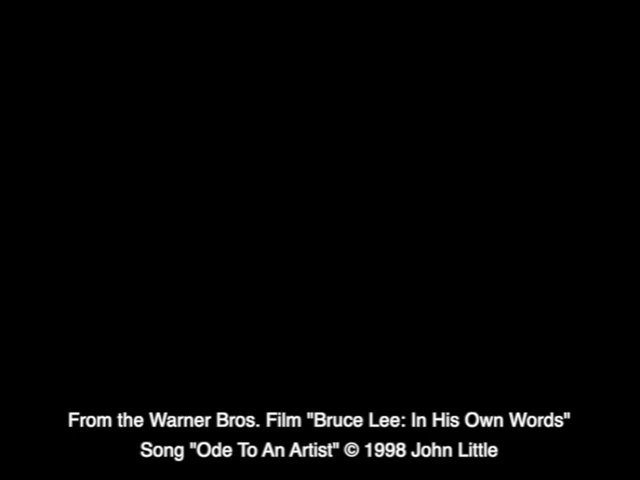 From the Warner Bros. Film "Bruce Lee: In His Own Words"
Song "Ode To An Artist" © 1998 John Little